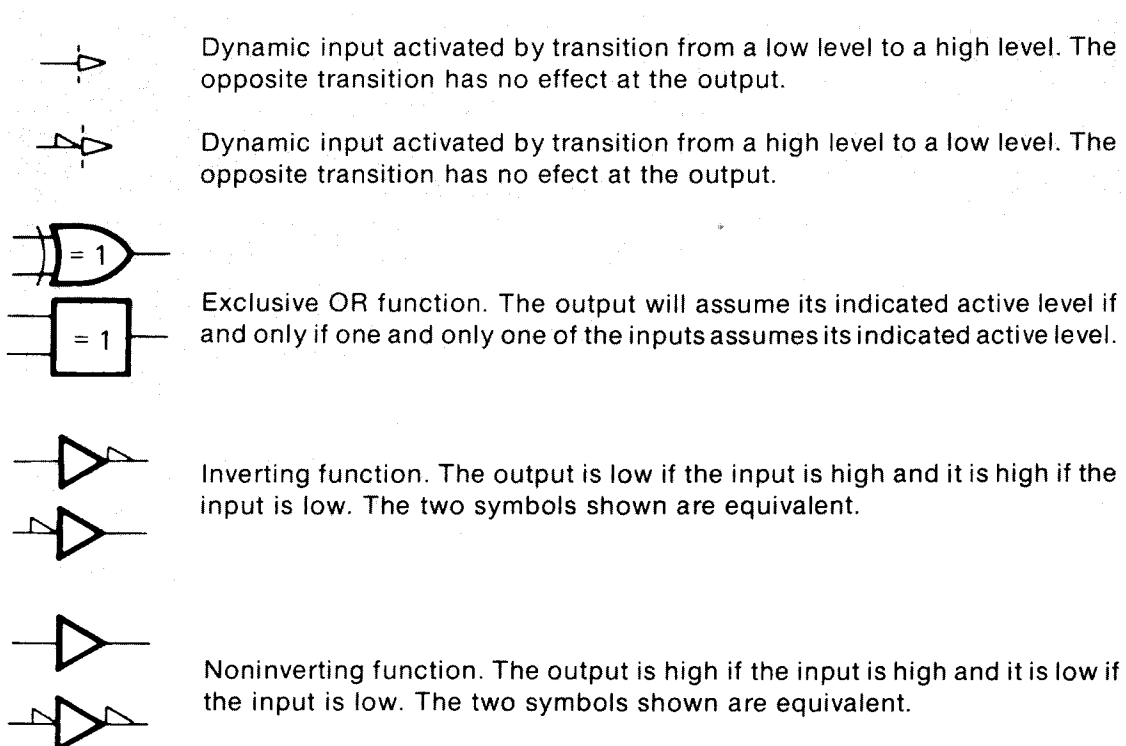 Dynamic input activated by transition from a low level to a high level. The
opposite transition has no effect at the output.
Dynamic input activated by transition from a high level to a low level. The
opposite transition has no efect at the output.
= 1
= 1
Exclusive OR function. The output will assume its indicated active level if
and only if one and only one of the inputs assumes its indicated active level.
Inverting function. The output is low if the input is high and it is high if the
input is low. The two symbols shown are equivalent.
Noninverting function. The output is high if the input is high and it is low if
the input is low. The two symbols shown are equivalent.